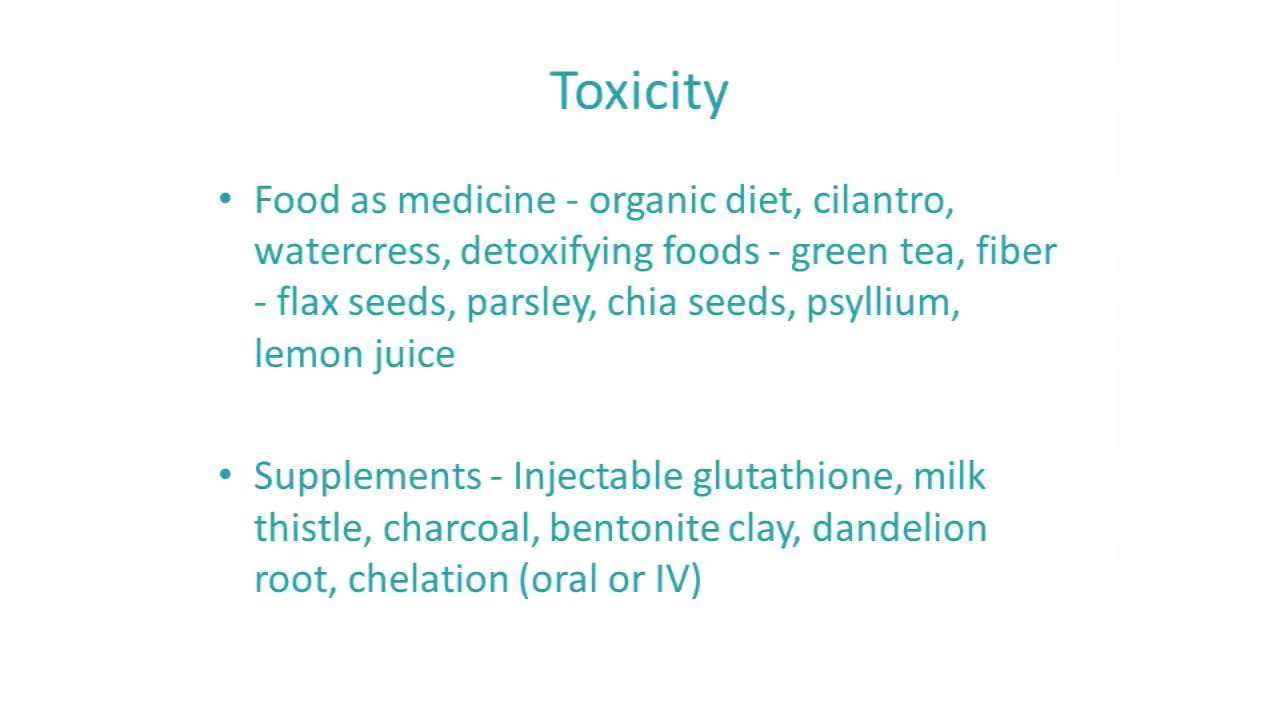 Toxicity
• Food as medicine - organic diet, cilantro,
watercress, detoxifying foods - green tea, fiber
- flax seeds, parsley, chia seeds, psyllium,
lemon juice
• Supplements - Injectable glutathione, milk
thistle, charcoal, bentonite clay, dandelion
root, chelation (oral or IV)